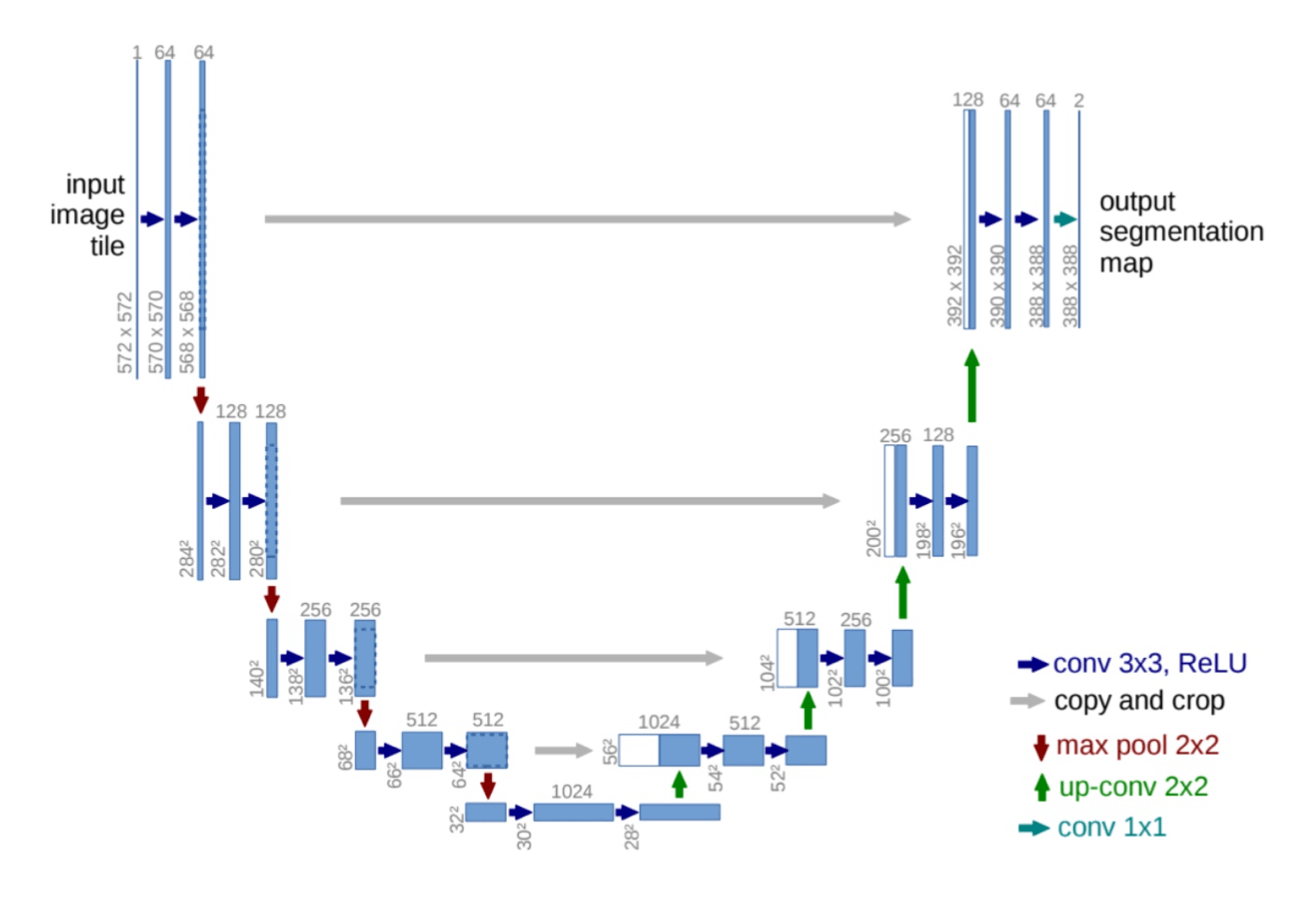 1 64 64
input
image
tile
572 x 572
570 x 570
568 x 568
128 64 64 2
392 x 392
390 x 390
388 x 388
388 x 388
output
segmentation
map
128 128
284²
282²
280²
256 128
200²
198²
196²
256 256
140²
138²
136²
512 256
104²
102²
100²
512 512
68²
66²
64²
1024 512
56²
54²
52²
1024
32²
30²
28²
conv 3x3, ReLU
copy and crop
max pool 2x2
up-conv 2x2
conv 1x1